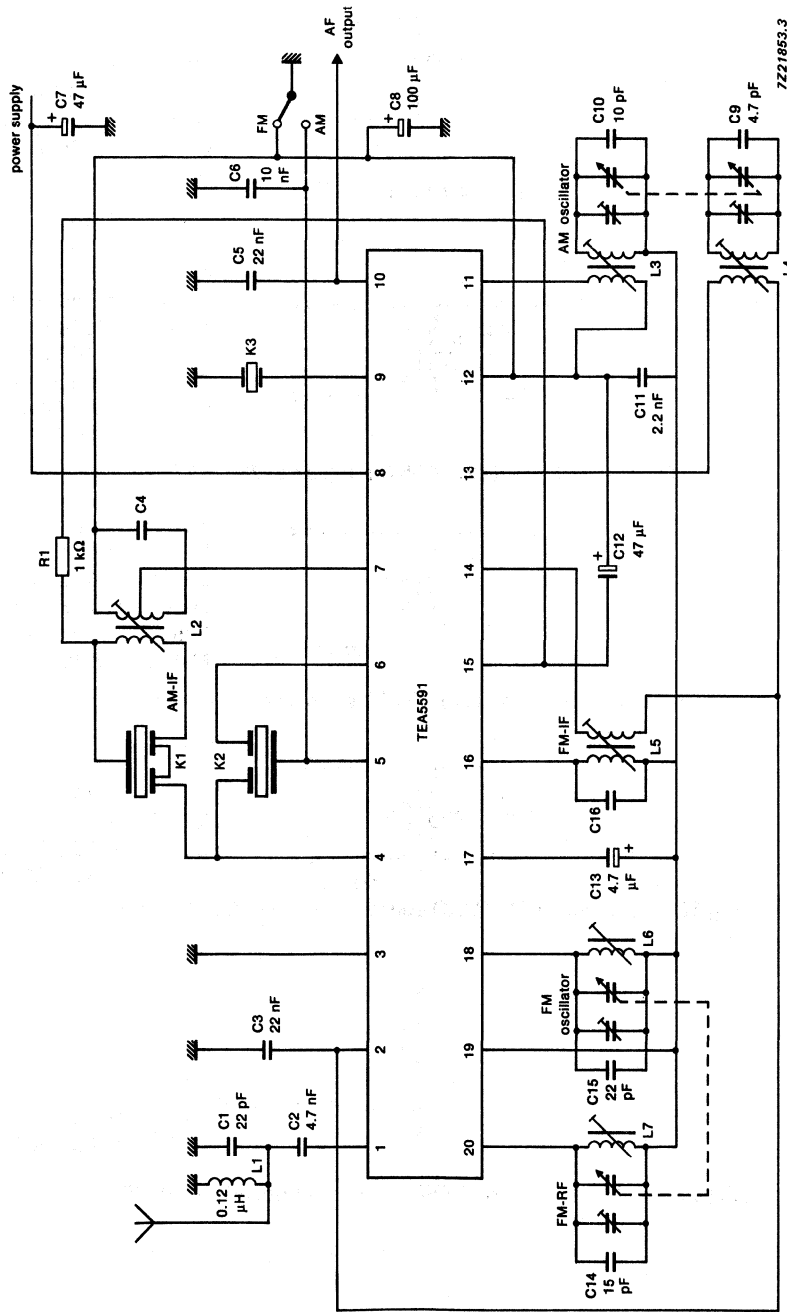 power supply
+
C7
47 µF
AF
output
FM
AM
C6
10
nF
+
C8
100 µF
C5
22 nF
K3
R1
1 kΩ
C4
L2
AM-IF
K1
K2
C3
22 nF
C1
22 pF
L1
0.12
µH
C2
4.7 nF
1
2
3
4
5
6
7
8
9
10
TEA5591
20
19
18
17
16
15
14
13
12
11
FM-RF
L7
C14
15
pF
C15
22
pF
FM
oscillator
L6
C13
4.7
µF
+
C16
FM-IF
L5
+
C12
47 µF
C11
2.2 nF
AM oscillator
L3
C10
10 pF
C9
4.7 pF
7Z21853.3